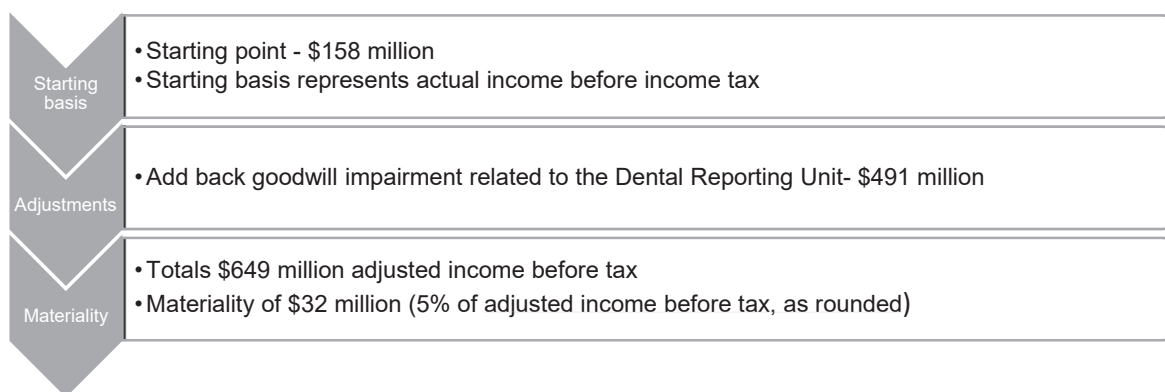 Starting
basis
•Starting point - $158 million
•Starting basis represents actual income before income tax
Adjustments
•Add back goodwill impairment related to the Dental Reporting Unit- $491 million
Materiality
•Totals $649 million adjusted income before tax
•Materiality of $32 million (5% of adjusted income before tax, as rounded)